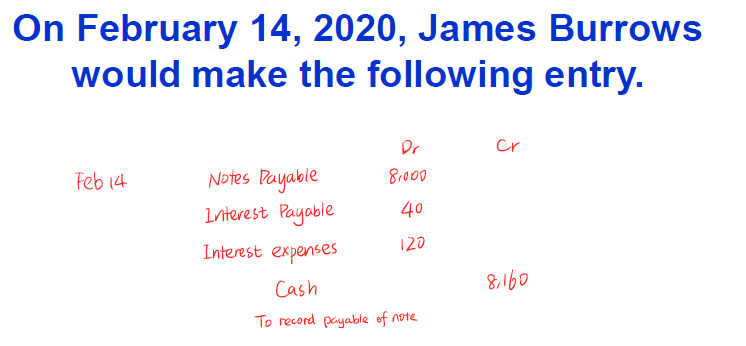 On February 14, 2020, James Burrows
would make the following entry.
Dr Cr
Feb 14 Notes Payable 8,000
Interest Payable 40
Interest expenses 120
Cash 8,160
To record payable of note